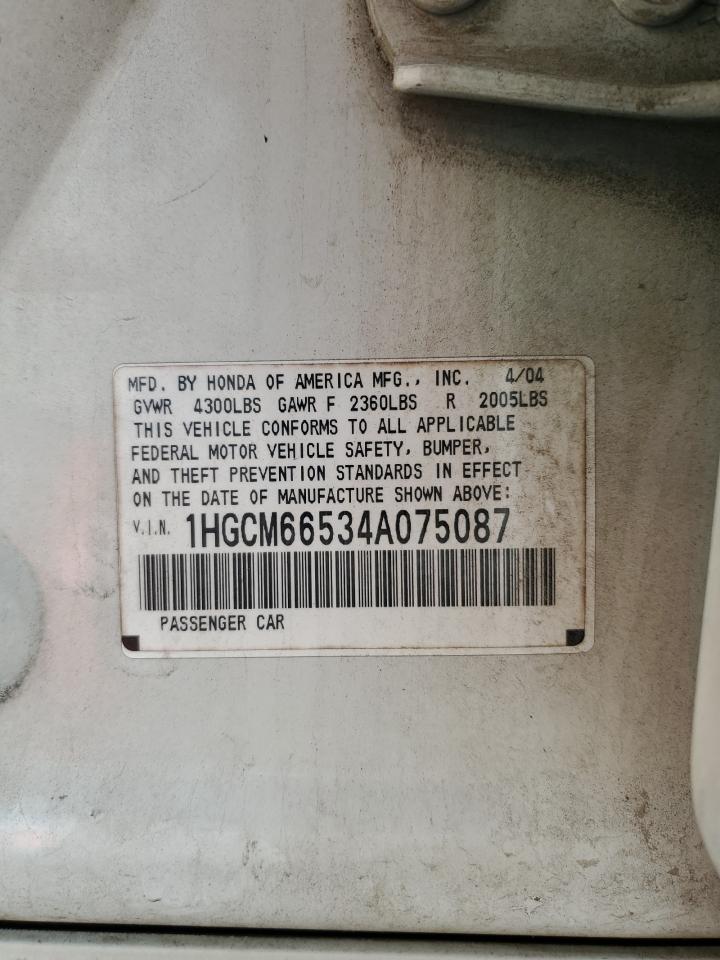 MFD. BY HONDA OF AMERICA MFG., INC. 4/04
GVWR 4300LBS GAWR F 2360LBS R 2005LBS
THIS VEHICLE CONFORMS TO ALL APPLICABLE
FEDERAL MOTOR VEHICLE SAFETY, BUMPER,
AND THEFT PREVENTION STANDARDS IN EFFECT
ON THE DATE OF MANUFACTURE SHOWN ABOVE:
V.I.N. 1HGCM66534A075087
PASSENGER CAR